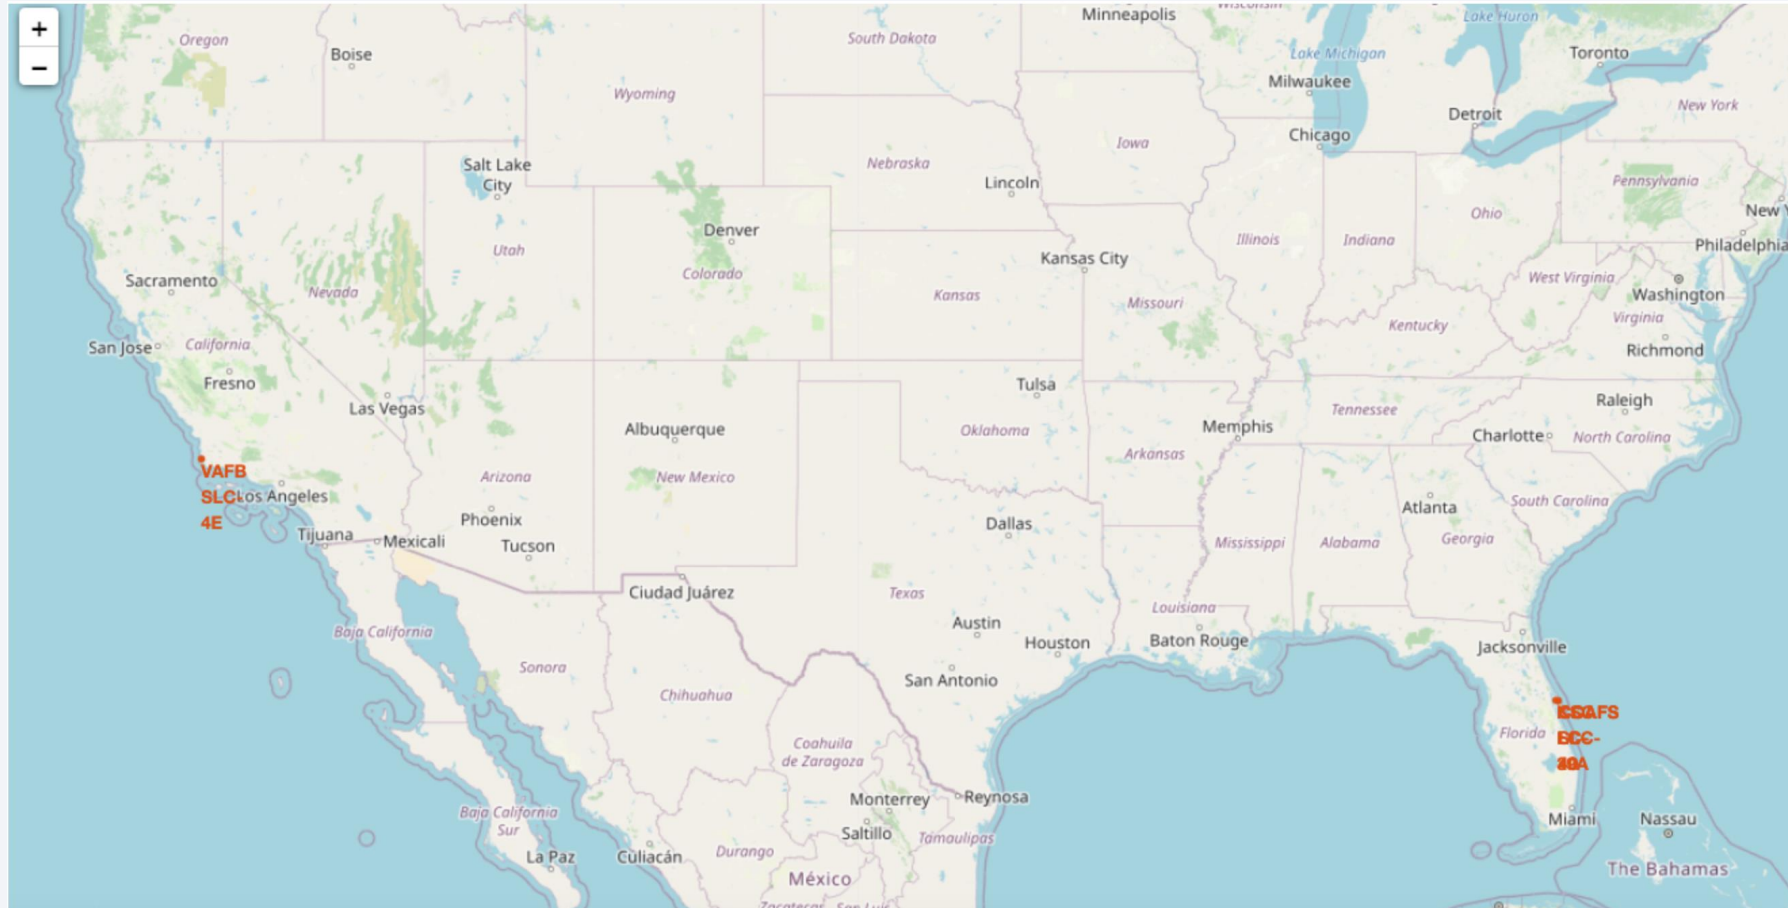 +
−
Oregon
Boise
South Dakota
Minneapolis
Wisconsin
Lake Huron
Lake Michigan
Toronto
Wyoming
Milwaukee
New York
Detroit
Chicago
Iowa
Salt Lake
City
Nebraska
Lincoln
Pennsylvania
New Y
Ohio
Denver
Utah
Illinois
Indiana
Philadelphia
Kansas City
Colorado
Sacramento
Nevada
Kansas
Missouri
West Virginia
Washington
Virginia
Kentucky
San Jose
California
Richmond
Fresno
Tulsa
Las Vegas
Raleigh
Tennessee
Albuquerque
Oklahoma
Memphis
Charlotte
North Carolina
Arkansas
VAFB
SLC-
4E
Los Angeles
Arizona
New Mexico
South Carolina
Atlanta
Phoenix
Dallas
Tijuana
Mexicali
Tucson
Mississippi
Alabama
Georgia
Ciudad Juárez
Texas
Louisiana
Austin
Baja California
Houston
Baton Rouge
Jacksonville
Sonora
San Antonio
Chihuahua
Florida
Coahuila
de Zaragoza
Monterrey
Reynosa
Saltillo
Tamaulipas
Miami
Nassau
Baja California
Sur
La Paz
Culiacán
Durango
México
The Bahamas
Zacatecas
San Luis